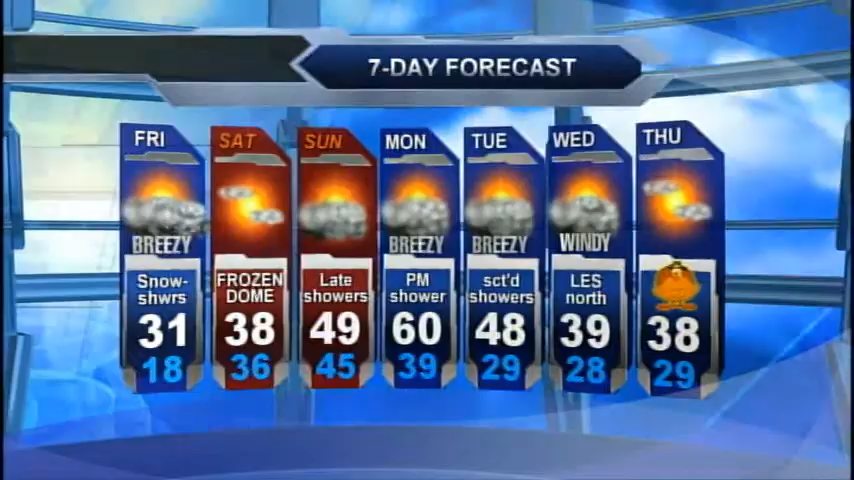 7-DAY FORECAST
FRI
BREEZY
Snow-
shwrs
31
18
SAT
FROZEN
DOME
38
36
SUN
Late
showers
49
45
MON
BREEZY
PM
shower
60
39
TUE
BREEZY
sct'd
showers
48
29
WED
WINDY
LES
north
39
28
THU
38
29